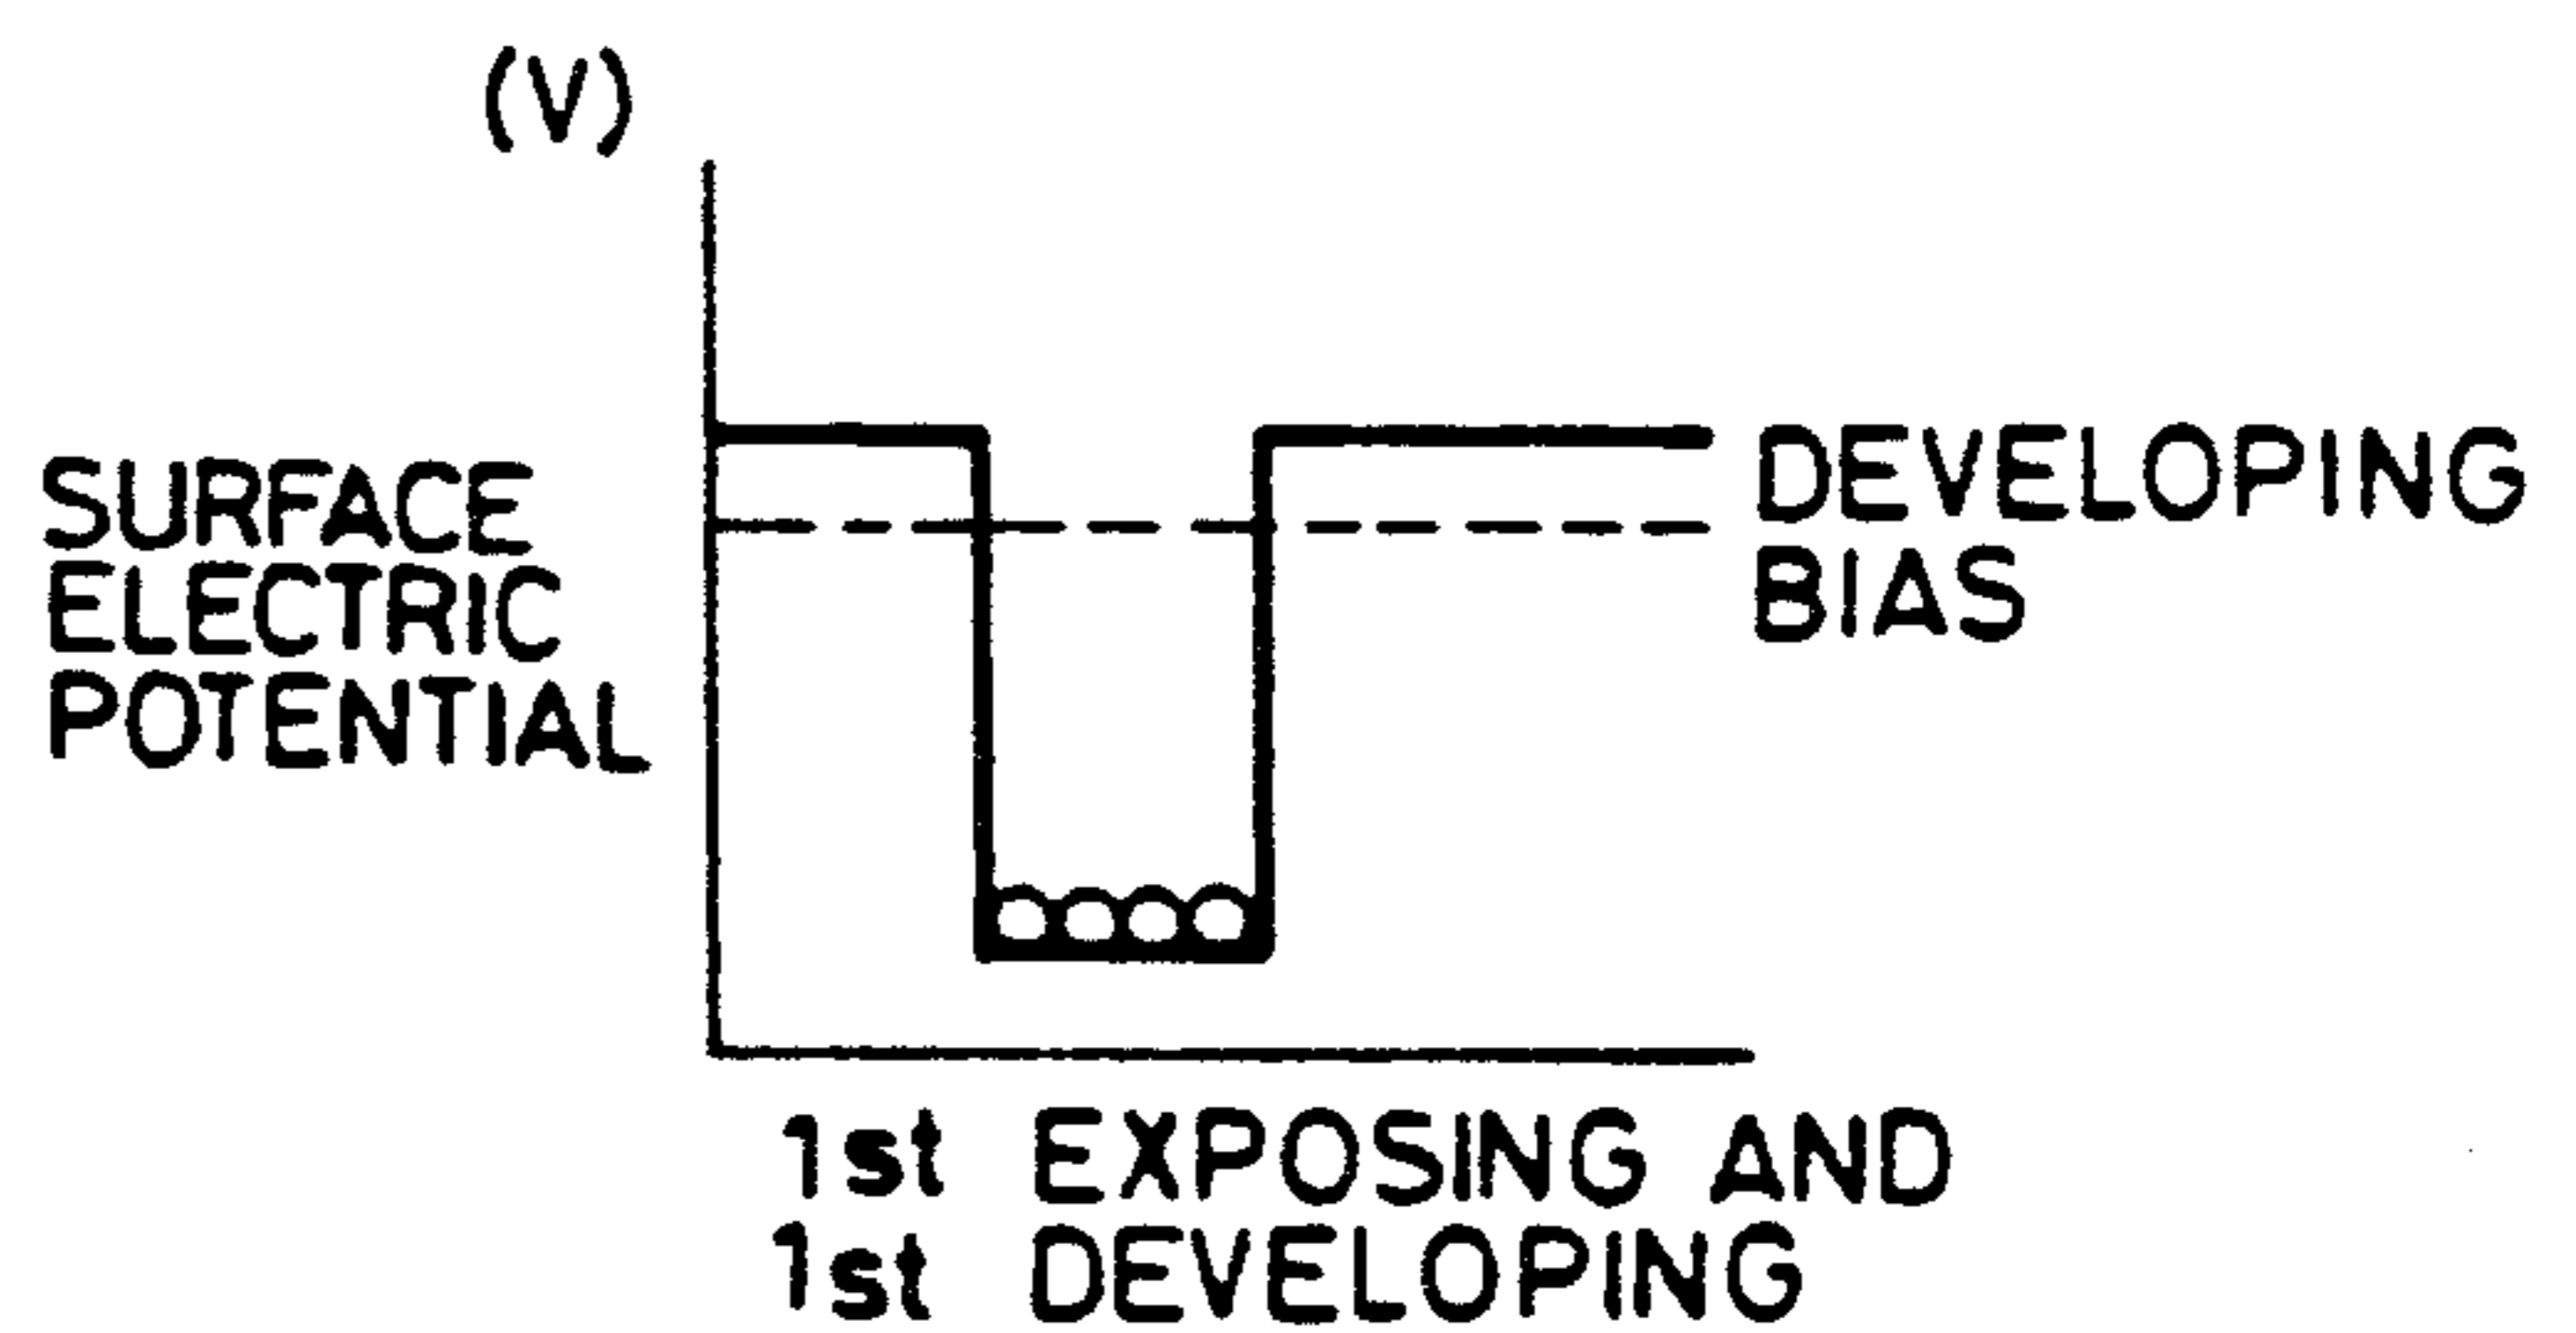 (V)
SURFACE
ELECTRIC
POTENTIAL
DEVELOPING
BIAS
1st EXPOSING AND
1st DEVELOPING